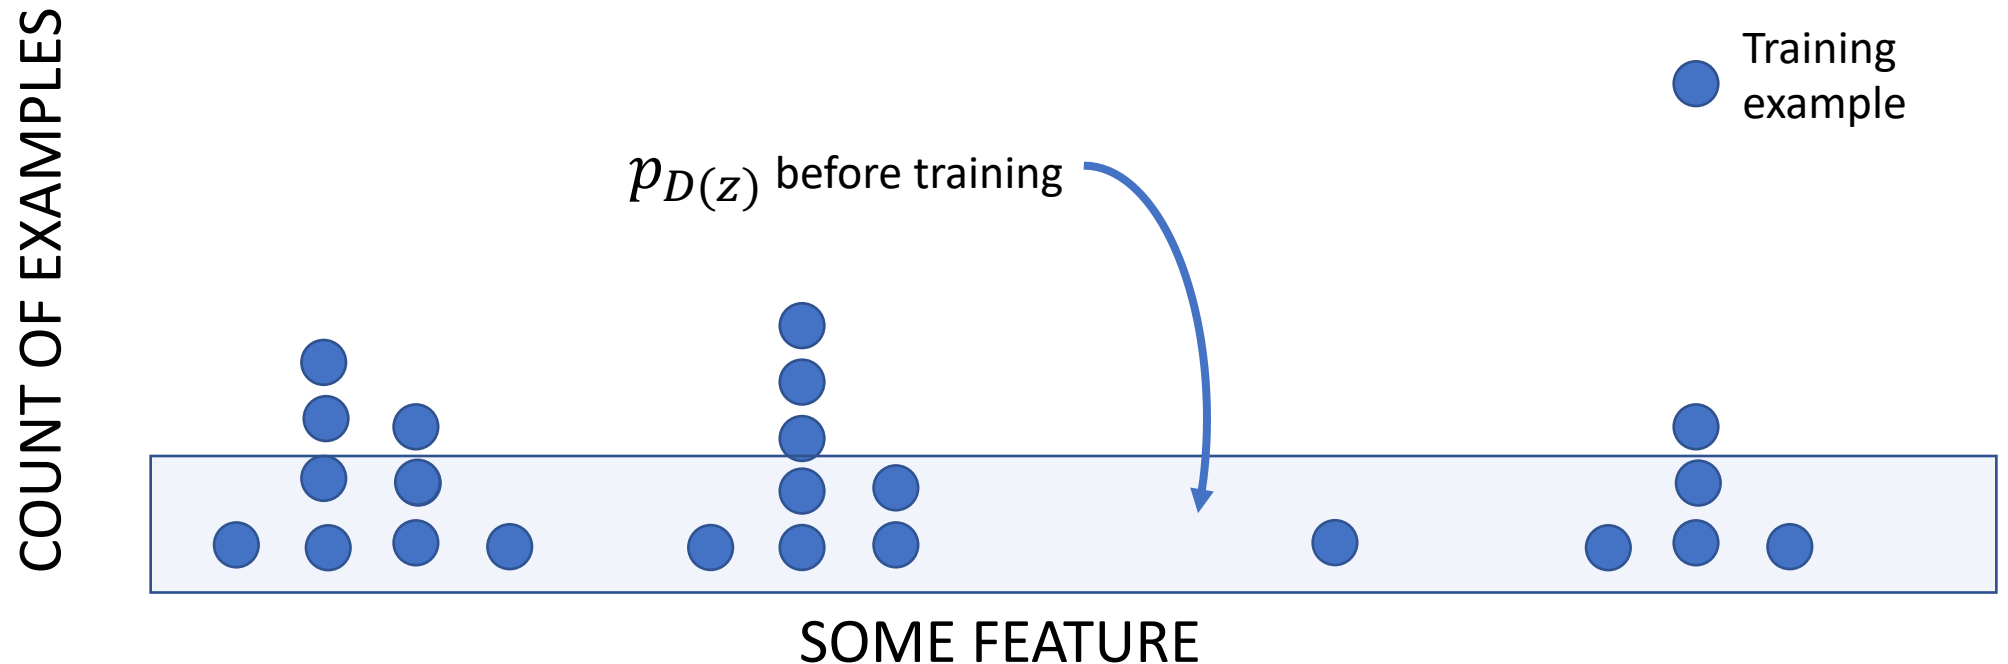 COUNT OF EXAMPLES
Training
example
p_{D(z)} before training
SOME FEATURE